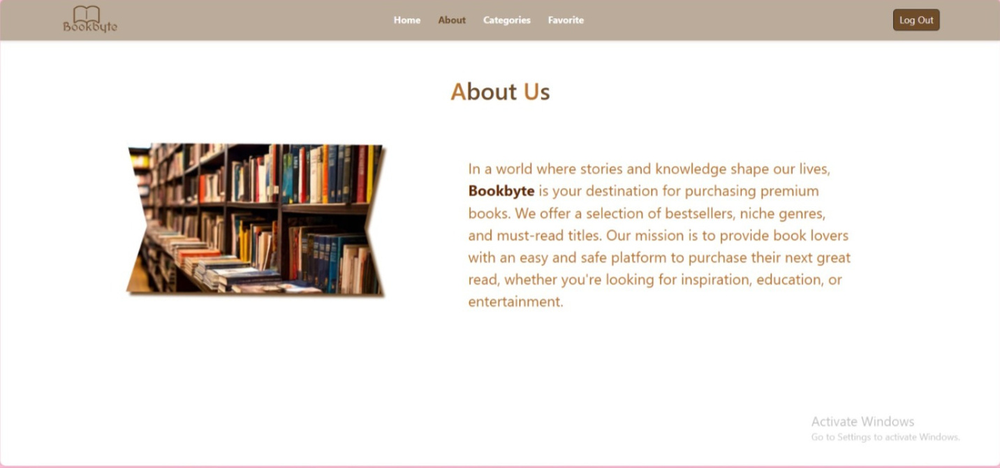 Bookbyte
Home About Categories Favorite
Log Out
About Us
In a world where stories and knowledge shape our lives,
Bookbyte is your destination for purchasing premium
books. We offer a selection of bestsellers, niche genres,
and must-read titles. Our mission is to provide book lovers
with an easy and safe platform to purchase their next great
read, whether you're looking for inspiration, education, or
entertainment.
Activate Windows
Go to Settings to activate Windows.